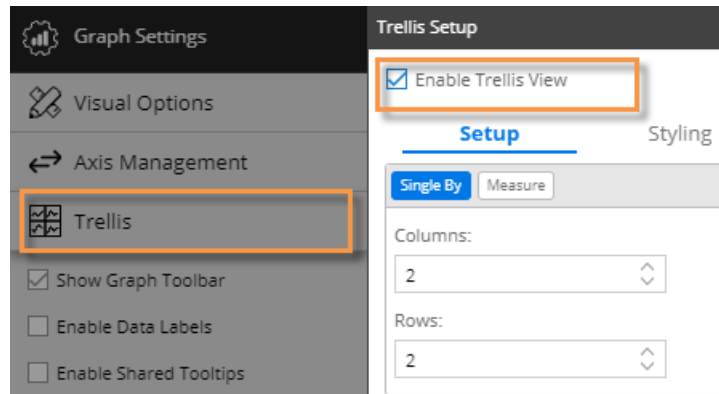 Graph Settings
Visual Options
Axis Management
Trellis
Show Graph Toolbar
Enable Data Labels
Enable Shared Tooltips
Trellis Setup
Enable Trellis View
Setup Styling
Single By Measure
Columns:
2
Rows:
2